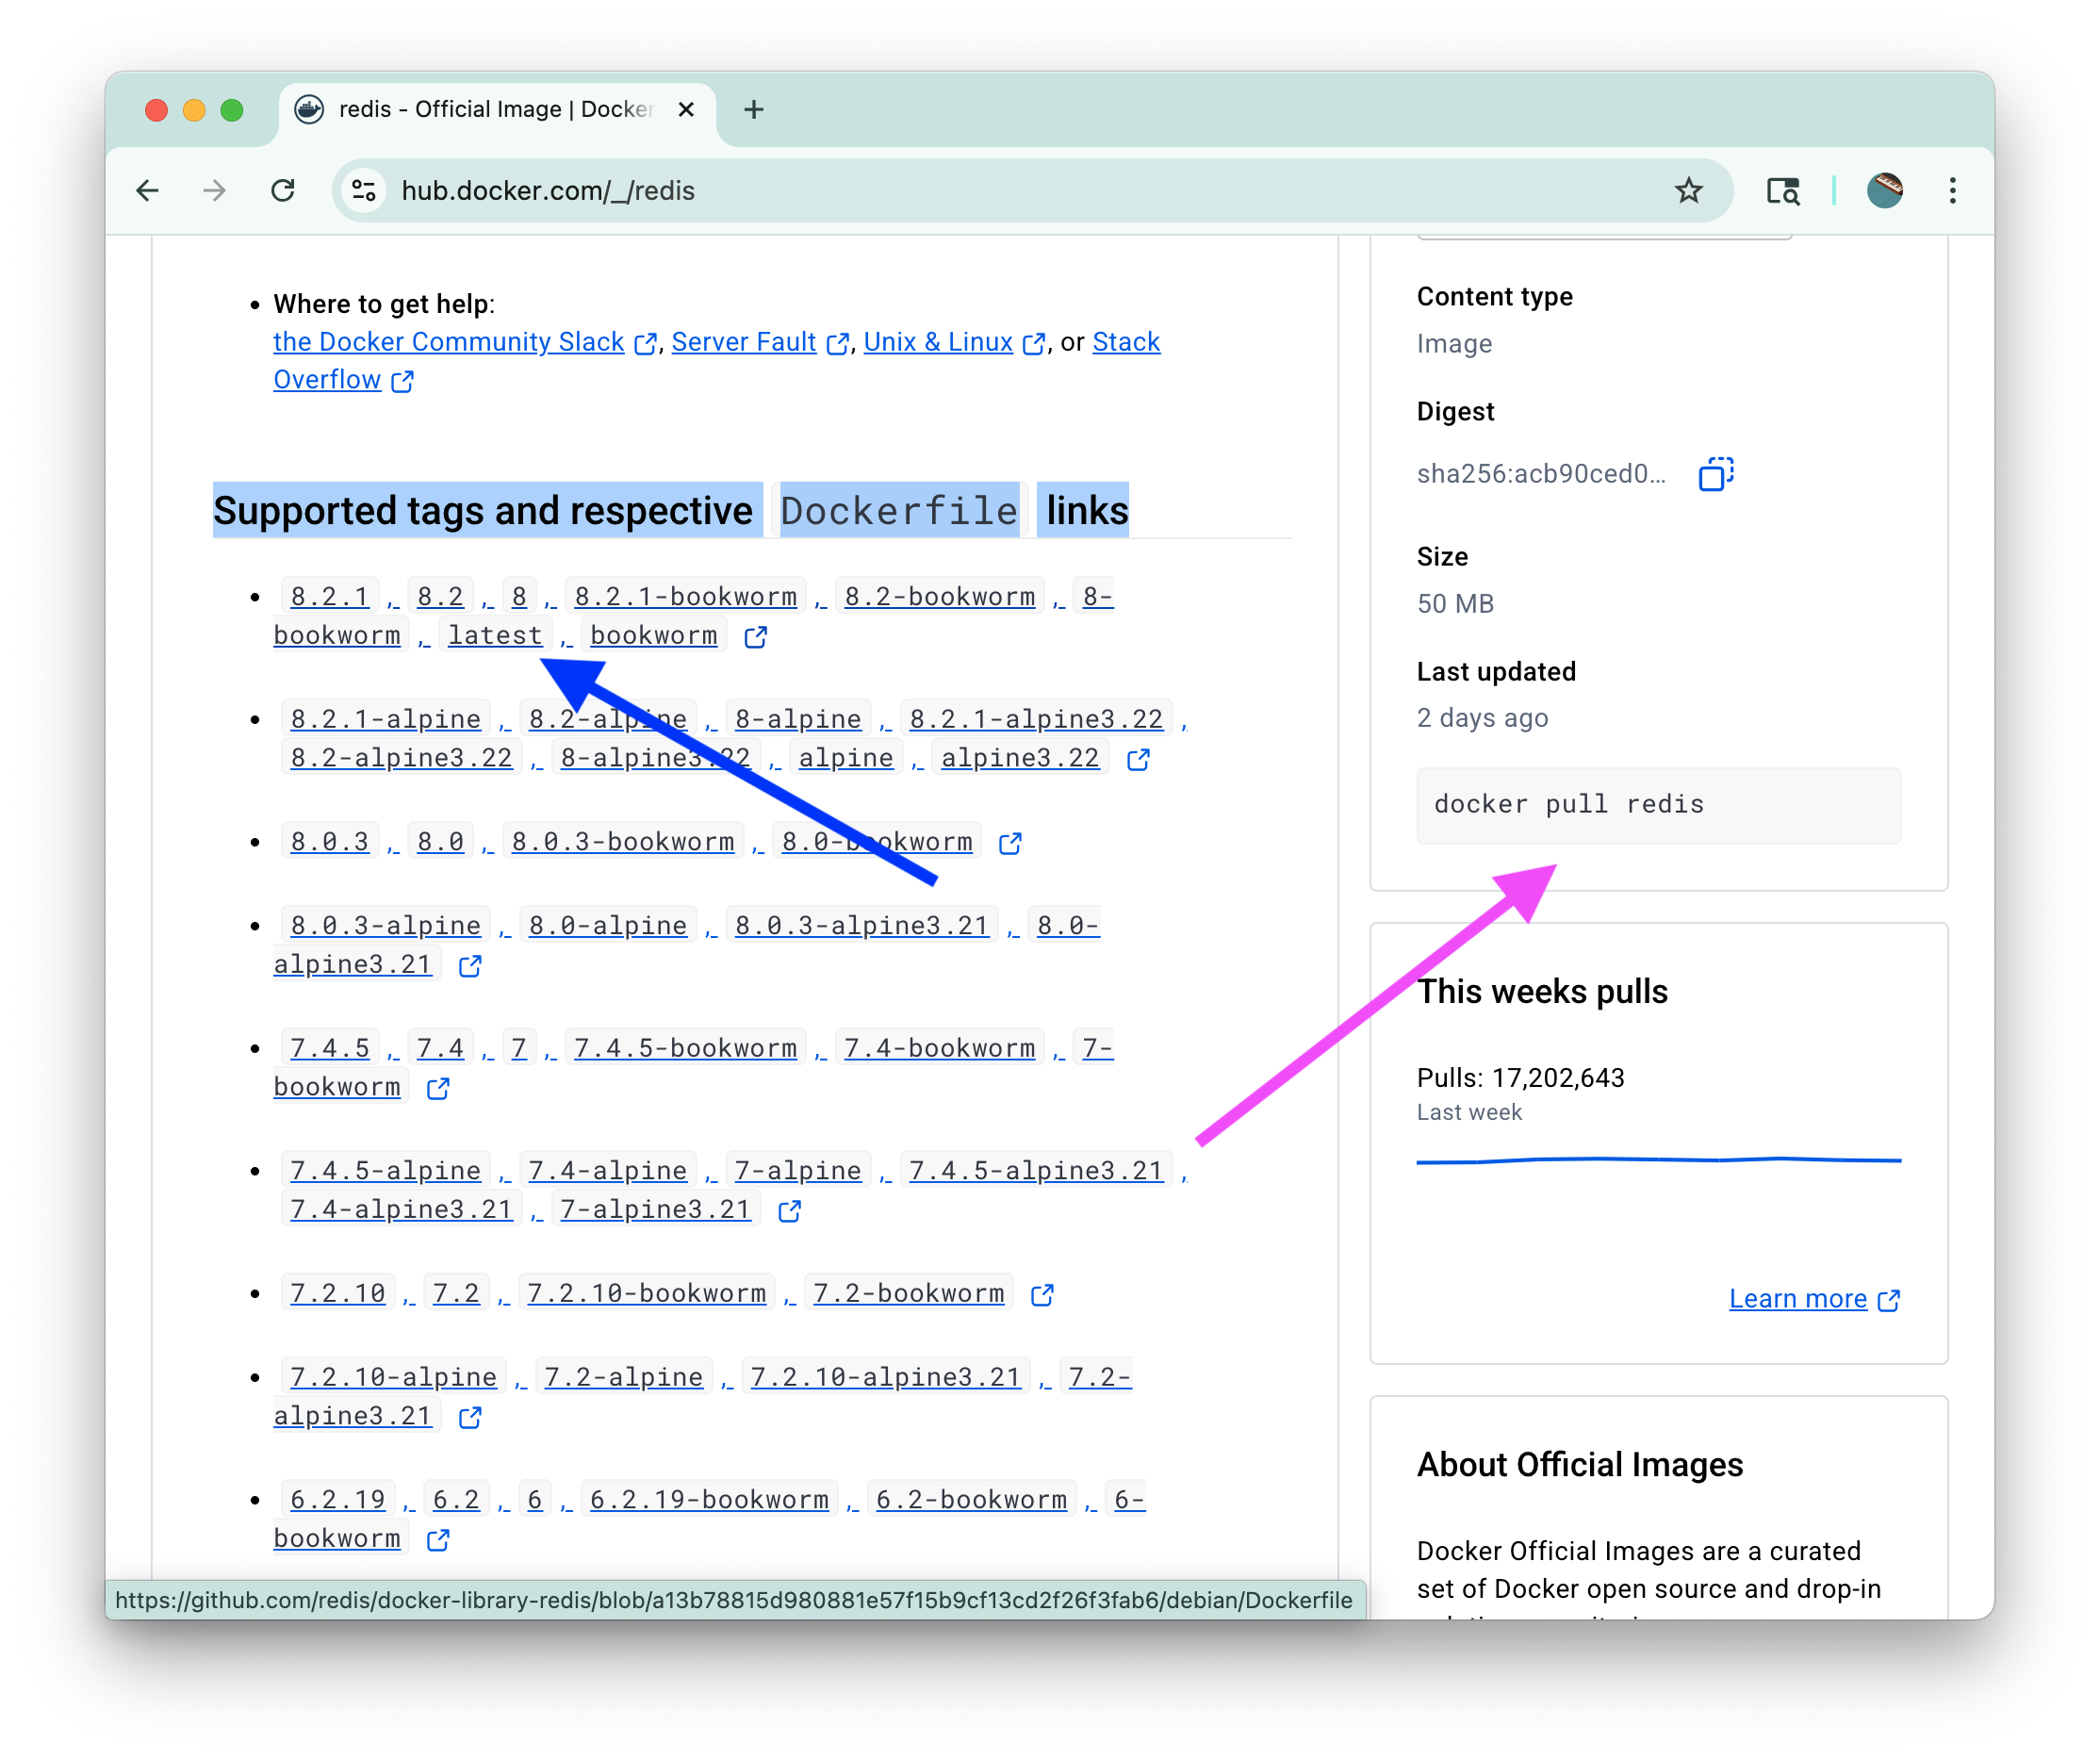 redis - Official Image | Docker
hub.docker.com/_/redis
Where to get help:
the Docker Community Slack, Server Fault, Unix & Linux, or Stack
Overflow
Supported tags and respective Dockerfile links
8.2.1, 8.2, 8, 8.2.1-bookworm, 8.2-bookworm, 8-
bookworm, latest, bookworm
8.2.1-alpine, 8.2-alpine, 8-alpine, 8.2.1-alpine3.22,
8.2-alpine3.22, 8-alpine3.22, alpine, alpine3.22
8.0.3, 8.0, 8.0.3-bookworm, 8.0-bookworm
8.0.3-alpine, 8.0-alpine, 8.0.3-alpine3.21, 8.0-
alpine3.21
7.4.5, 7.4, 7, 7.4.5-bookworm, 7.4-bookworm, 7-
bookworm
7.4.5-alpine, 7.4-alpine, 7-alpine, 7.4.5-alpine3.21,
7.4-alpine3.21, 7-alpine3.21
7.2.10, 7.2, 7.2.10-bookworm, 7.2-bookworm
7.2.10-alpine, 7.2-alpine, 7.2.10-alpine3.21, 7.2-
alpine3.21
6.2.19, 6.2, 6, 6.2.19-bookworm, 6.2-bookworm, 6-
bookworm
https://github.com/redis/docker-library-redis/blob/a13b78815d980881e57f15b9cf13cd2f26f3fab6/debian/Dockerfile
Content type
Image
Digest
sha256:acb90ced0...
Size
50 MB
Last updated
2 days ago
docker pull redis
This weeks pulls
Pulls: 17,202,643
Last week
Learn more
About Official Images
Docker Official Images are a curated
set of Docker open source and drop-in